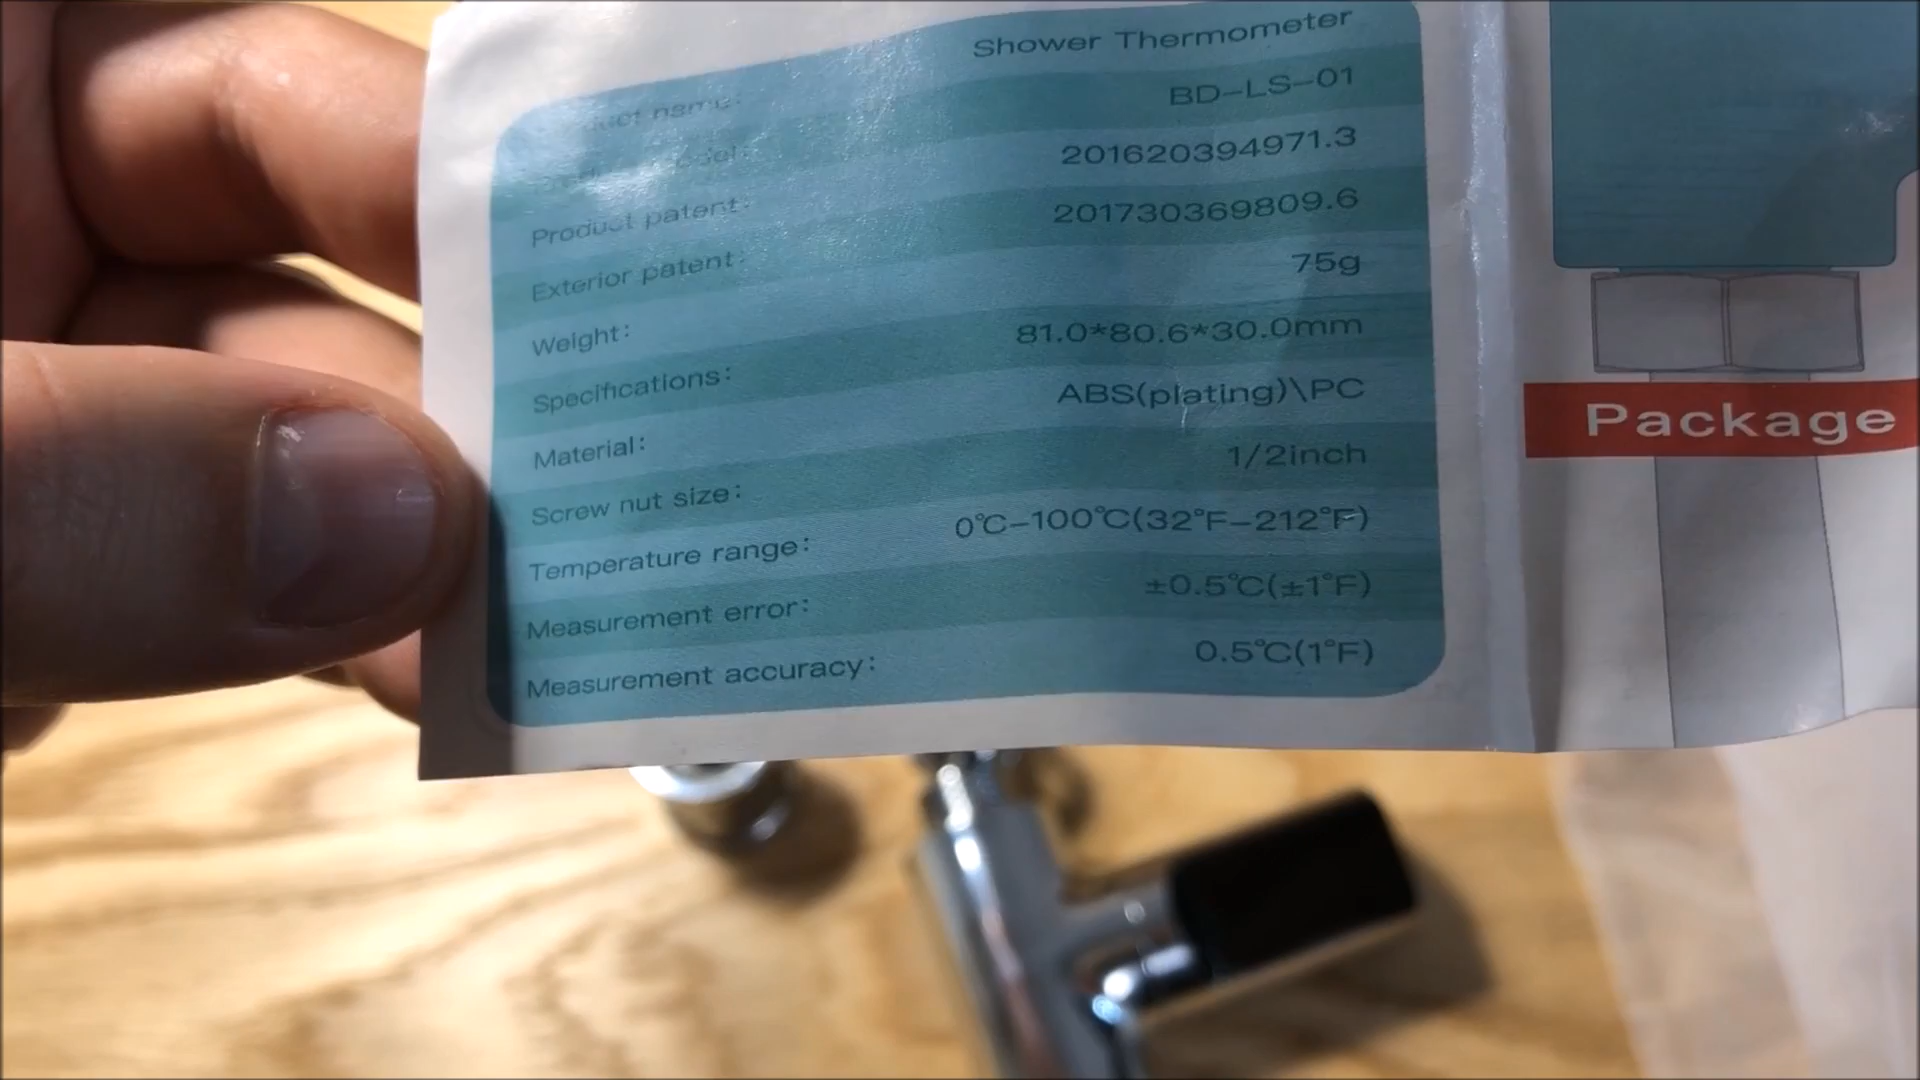 name: Shower Thermometer
BD-LS-01
Product patent: 201620394971.3
Exterior patent: 201730369809.6
Weight: 75g
Specifications: 81.0*80.6*30.0mm
Material: ABS(plating)\PC
Screw nut size: 1/2inch
Temperature range: 0℃-100℃(32℉-212℉)
Measurement error: ±0.5℃(±1℉)
Measurement accuracy: 0.5℃(1℉)
Package